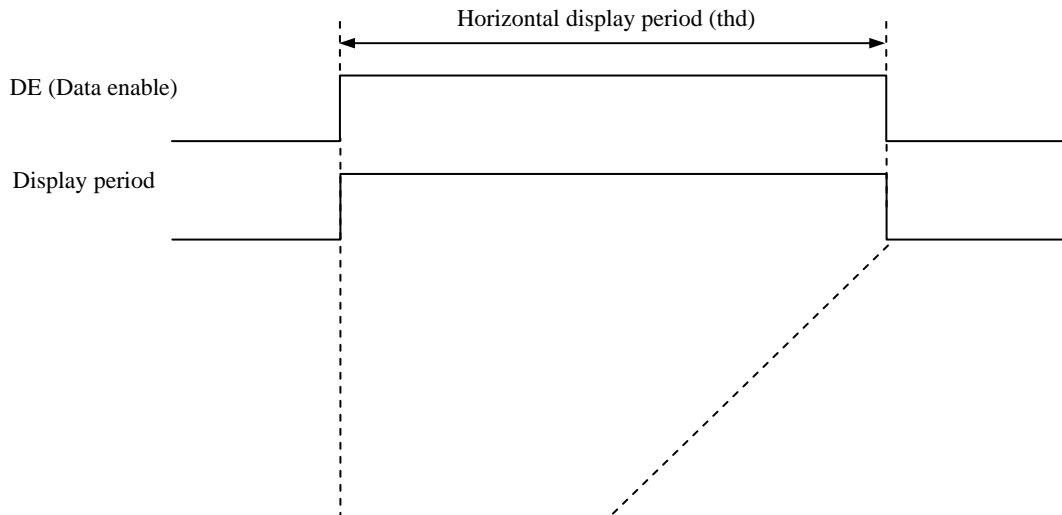 Horizontal display period (thd)
DE (Data enable)
Display period